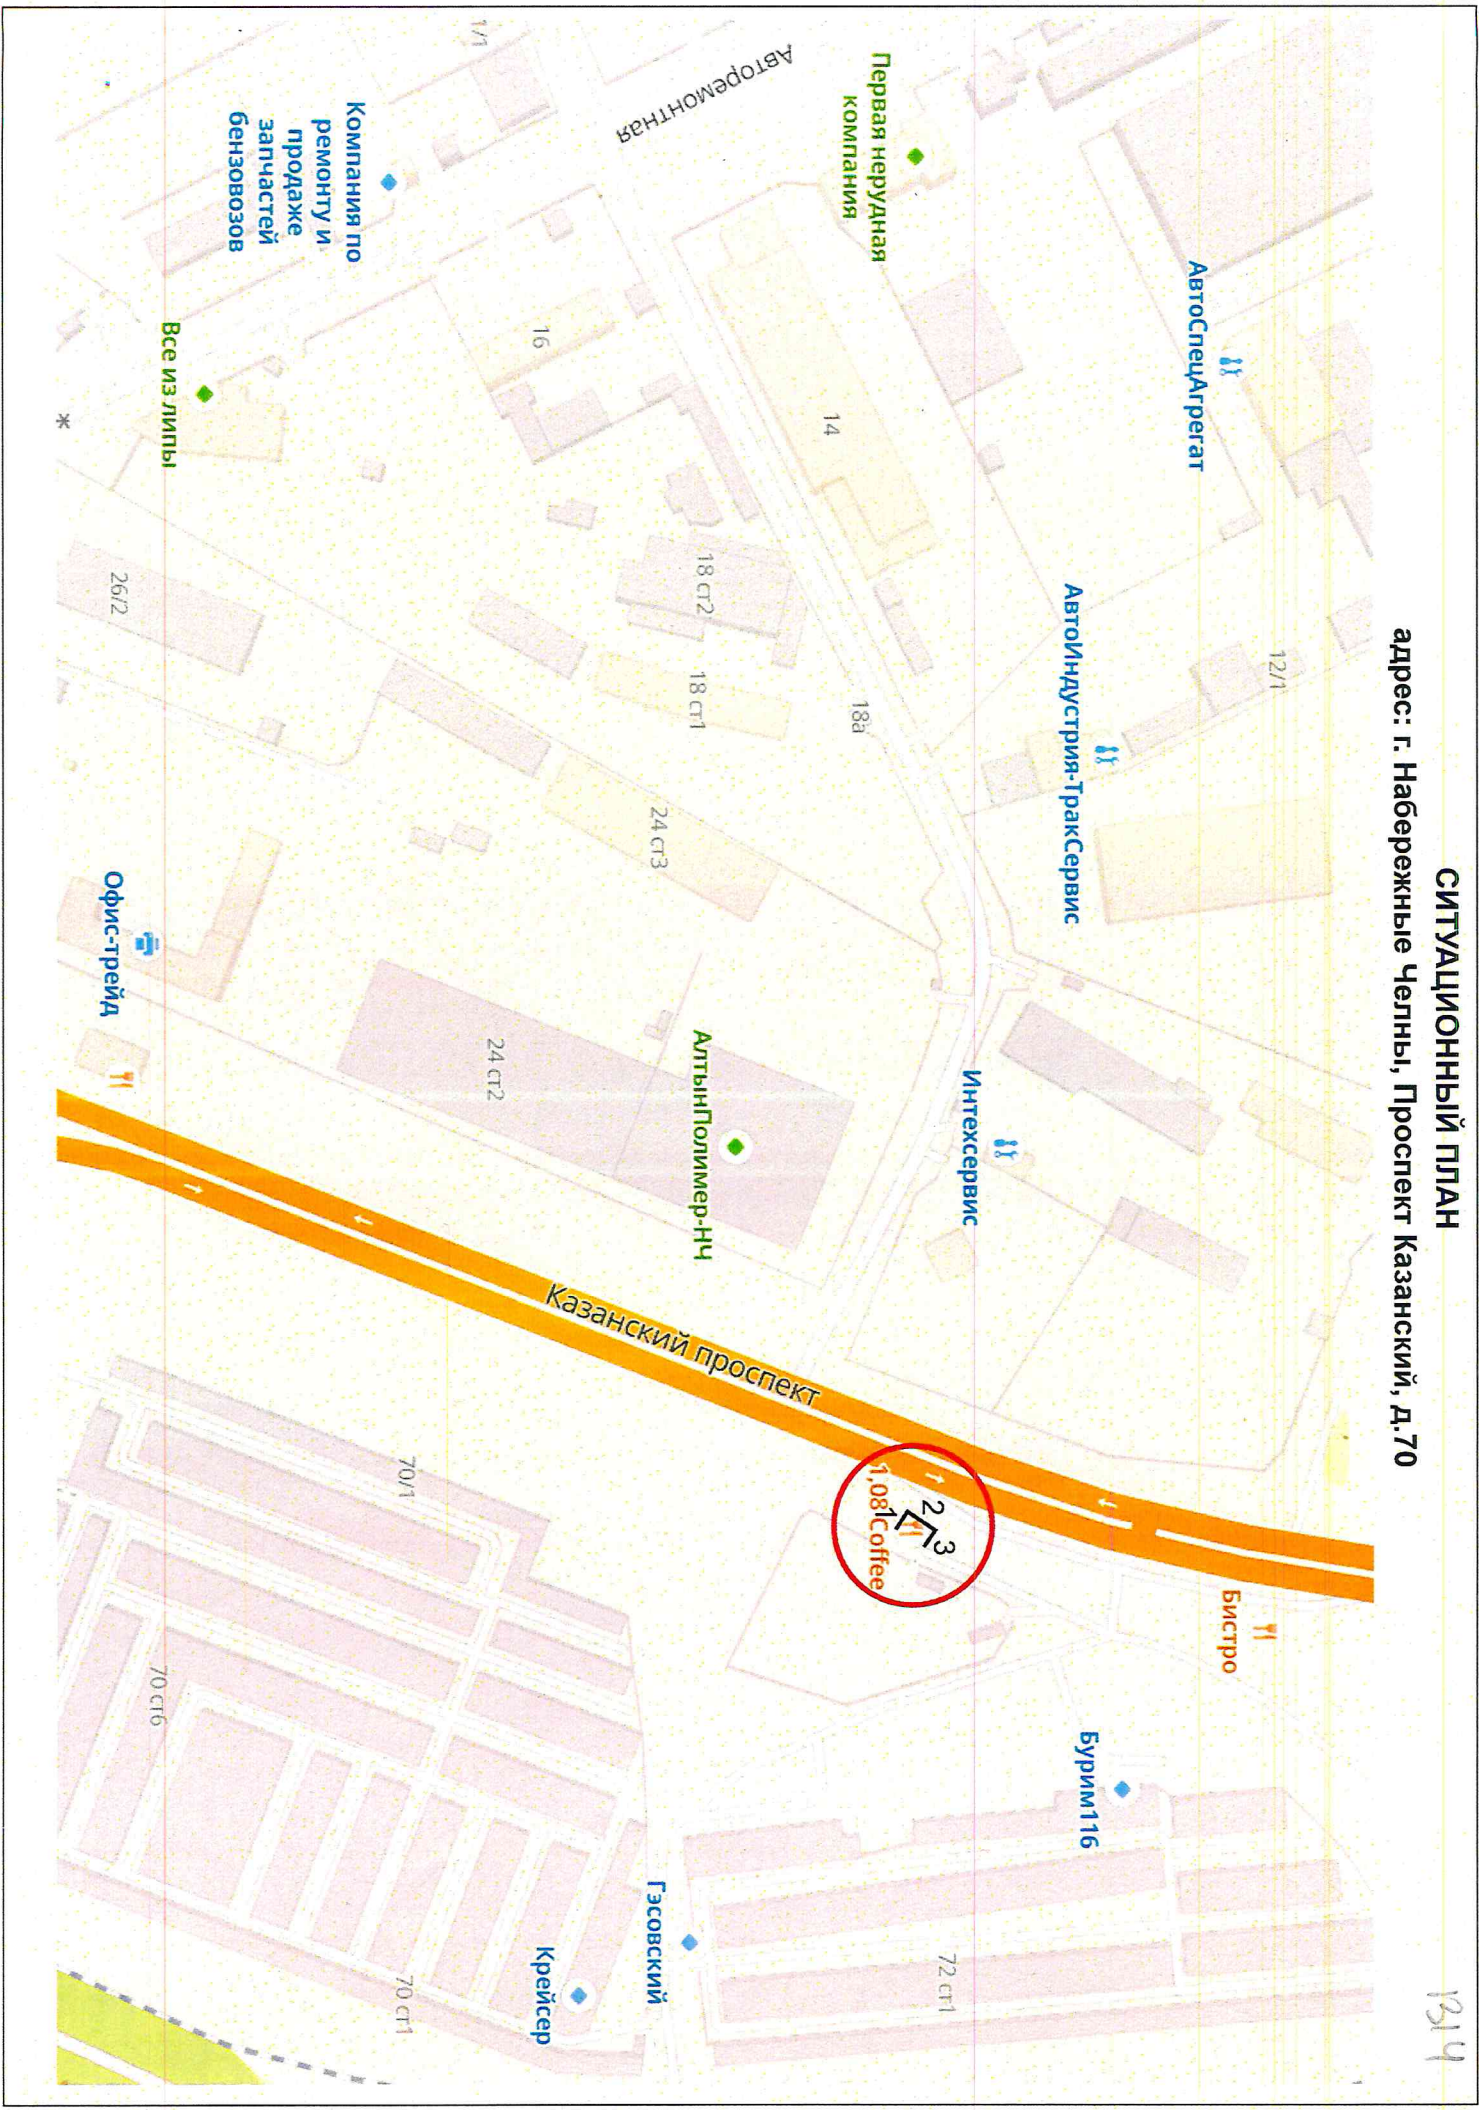 СИТУАЦИОННЫЙ ПЛАН
адрес: г. Набережные Челны, Проспект Казанский, д.70
АвтоСпецАгрегат
12/1
АвтоИндустрия-ТракСервис
Первая нерудная
компания
Авторемонтная
1/1
14
18а
18 ст2
18 ст1
16
Компания по
ремонту и
продаже
запчастей
бензовозов
Все из липы
*
26/2
24 ст3
24 ст2
Офис-трейд
АлтынПолимер-НЧ
Интехсервис
Казанский проспект
2
3
1
1,08 Coffee
Бистро
Бурим116
70/1
70 ст6
70 ст1
72 ст1
Гэсовский
Крейсер